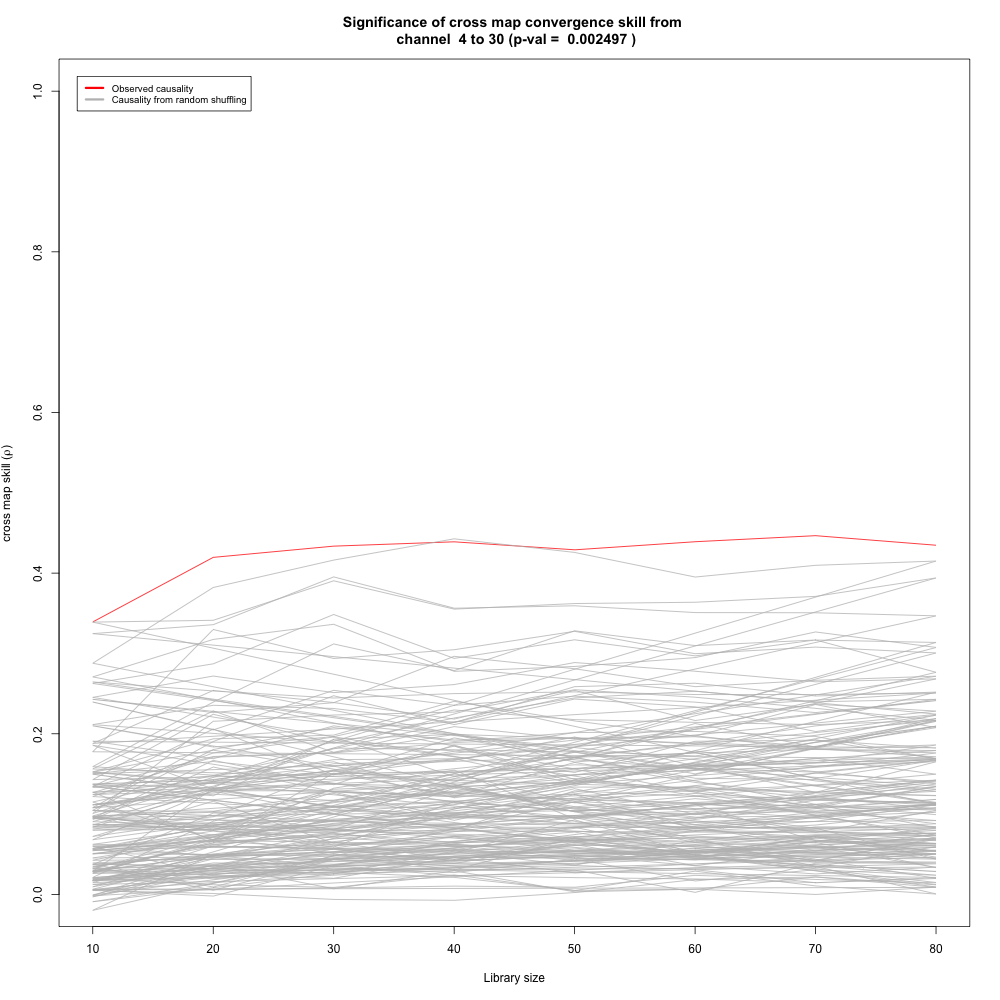 Significance of cross map convergence skill from
channel 4 to 30 (p-val = 0.002497 )
Observed causality
Causality from random shuffling
1.0
0.8
0.6
0.4
0.2
0.0
cross map skill (ρ)
10 20 30 40 50 60 70 80
Library size